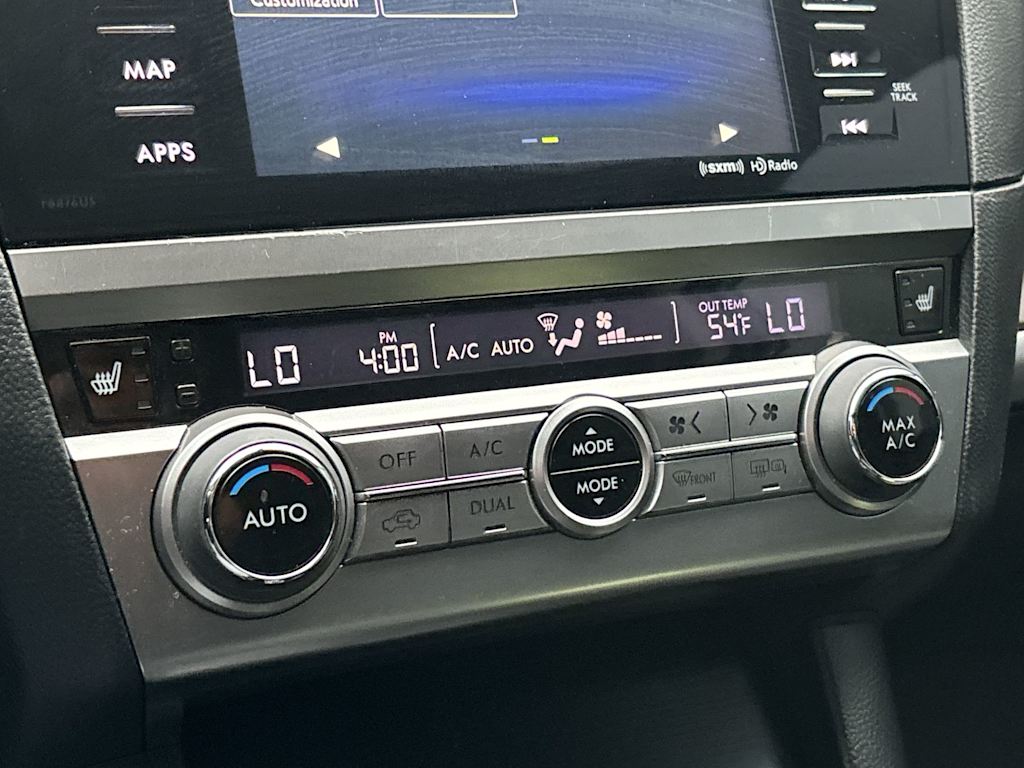 Customization
MAP
APPS
SEEK
TRACK
((sxm)) HD Radio
LO
PM
4:00
A/C AUTO
OUT TEMP
54°F
LO
AUTO
OFF
A/C
DUAL
MODE
MODE
FRONT
MAX
A/C